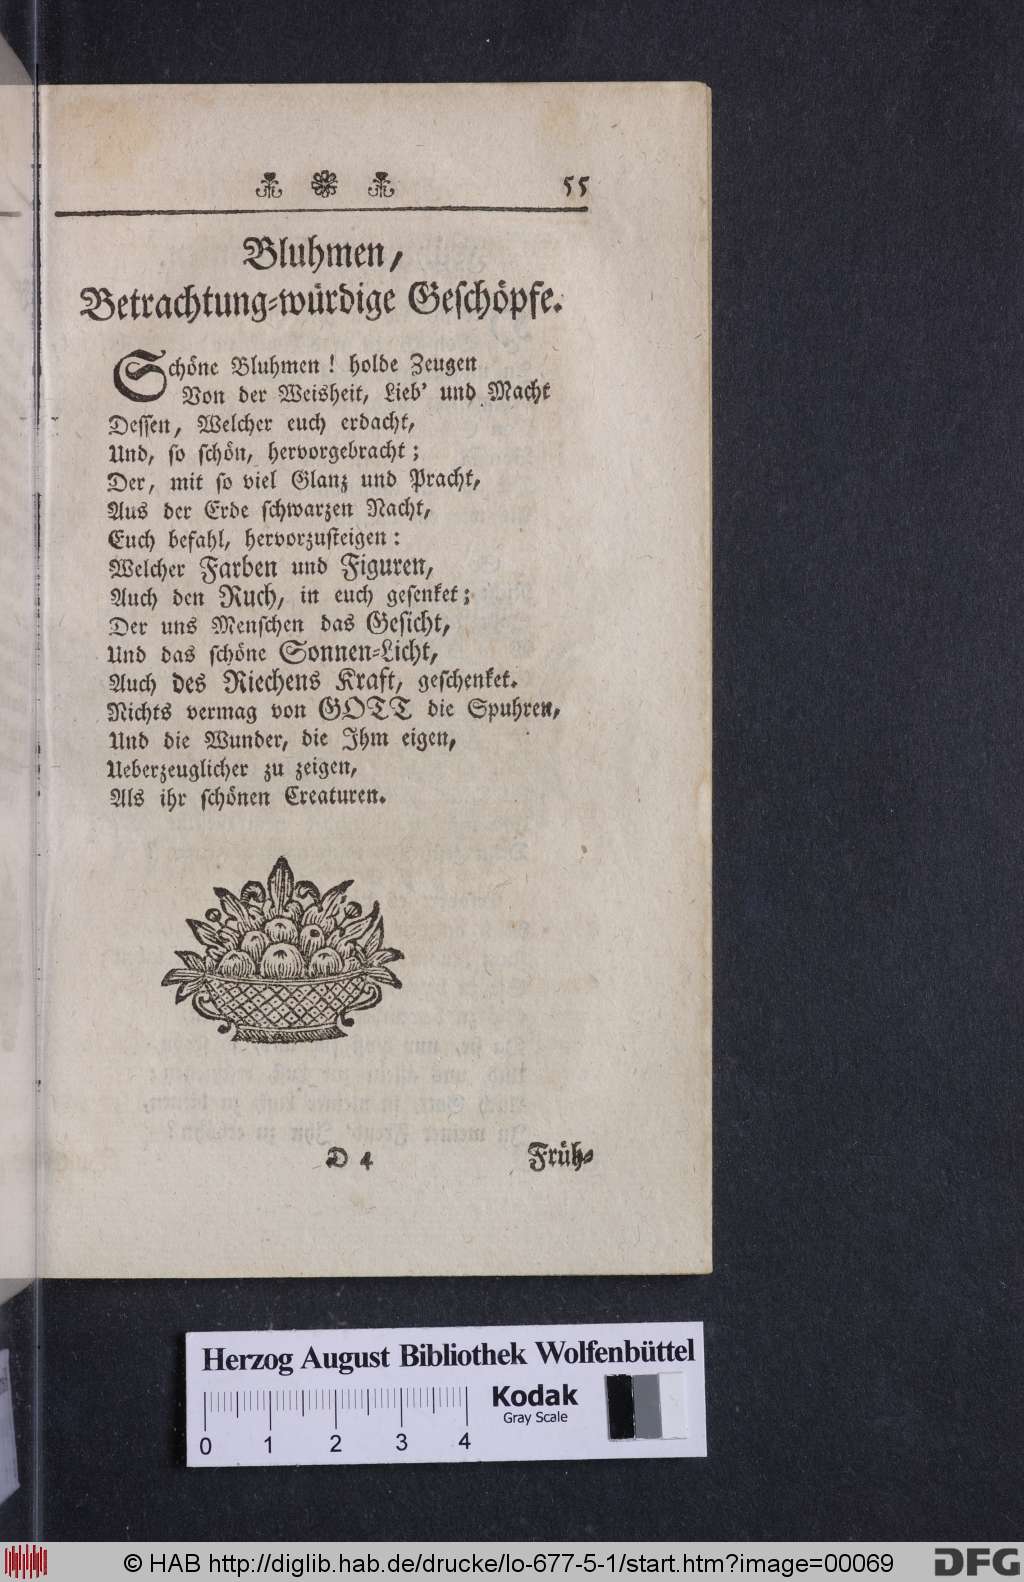 55
Bluhmen,
Betrachtung-würdige Geschöpfe.
Schöne Bluhmen! holde Zeugen
Von der Weisheit, Lieb' und Macht
Dessen, Welcher euch erdacht,
Und, so schön, hervorgebracht;
Der, mit so viel Glanz und Pracht,
Aus der Erde schwarzen Nacht,
Euch befahl, hervorzusteigen:
Welcher Farben und Figuren,
Auch den Ruch, in euch gesenket;
Der uns Menschen das Gesicht,
Und das schöne Sonnen-Licht,
Auch des Riechens Kraft, geschenket.
Nichts vermag von GOTT die Spuhren,
Und die Wunder, die Ihm eigen,
Ueberzeuglicher zu zeigen,
Als ihr schönen Creaturen.
D 4 Früh-
Herzog August Bibliothek Wolfenbüttel
Kodak
Gray Scale
0 1 2 3 4
© HAB http://diglib.hab.de/drucke/lo-677-5-1/start.htm?image=00069
DFG